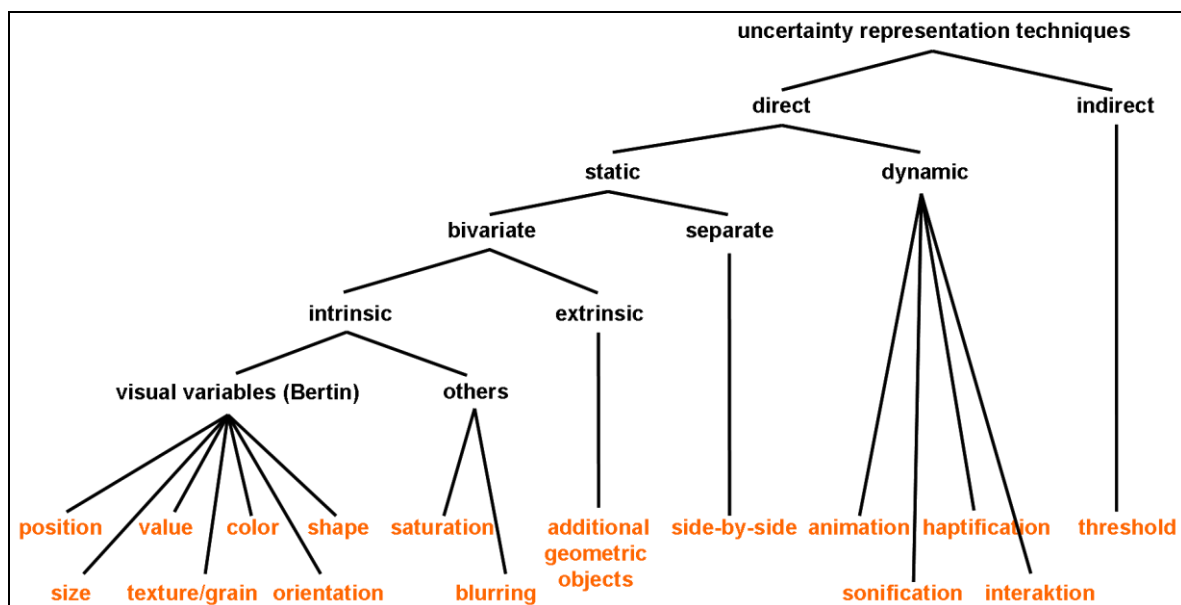 uncertainty representation techniques
direct indirect
static dynamic
bivariate separate
intrinsic extrinsic
visual variables (Bertin) others
position value color shape saturation additional side-by-side animation haptification threshold
geometric
size texture/grain orientation blurring objects sonification interaktion